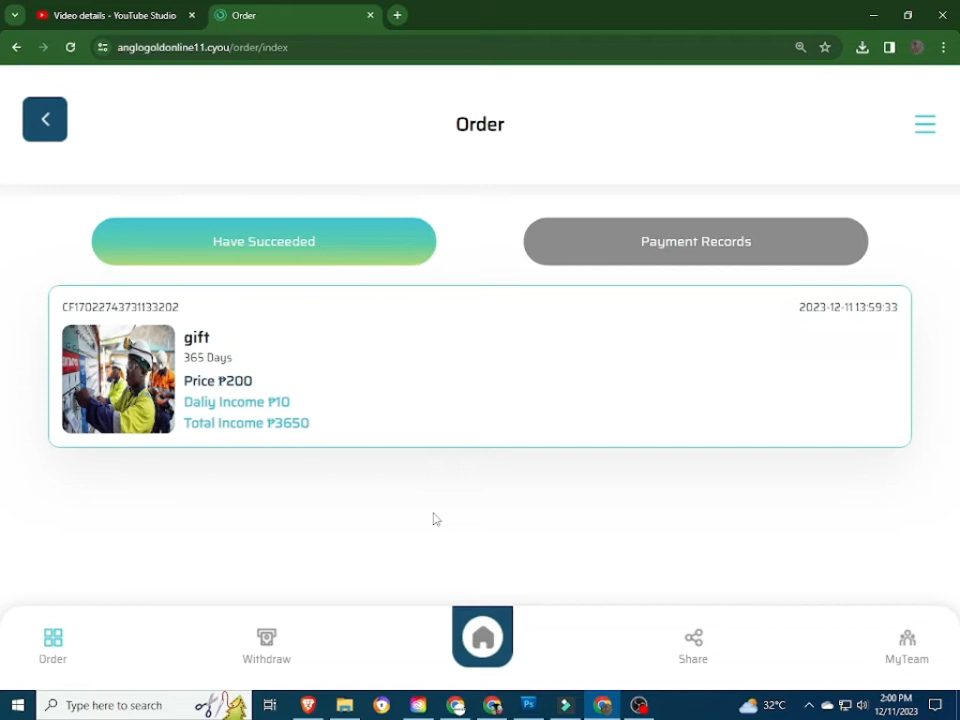 Video details - YouTube Studio
Order
anglogoldonline11.cyou/order/index
Order
Have Succeeded
Payment Records
CF17022743731133202
2023-12-11 13:59:33
gift
365 Days
Price ₱200
Daliy Income ₱10
Total Income ₱3650
Order
Withdraw
Share
MyTeam
Type here to search
32°C
2:00 PM
12/11/2023